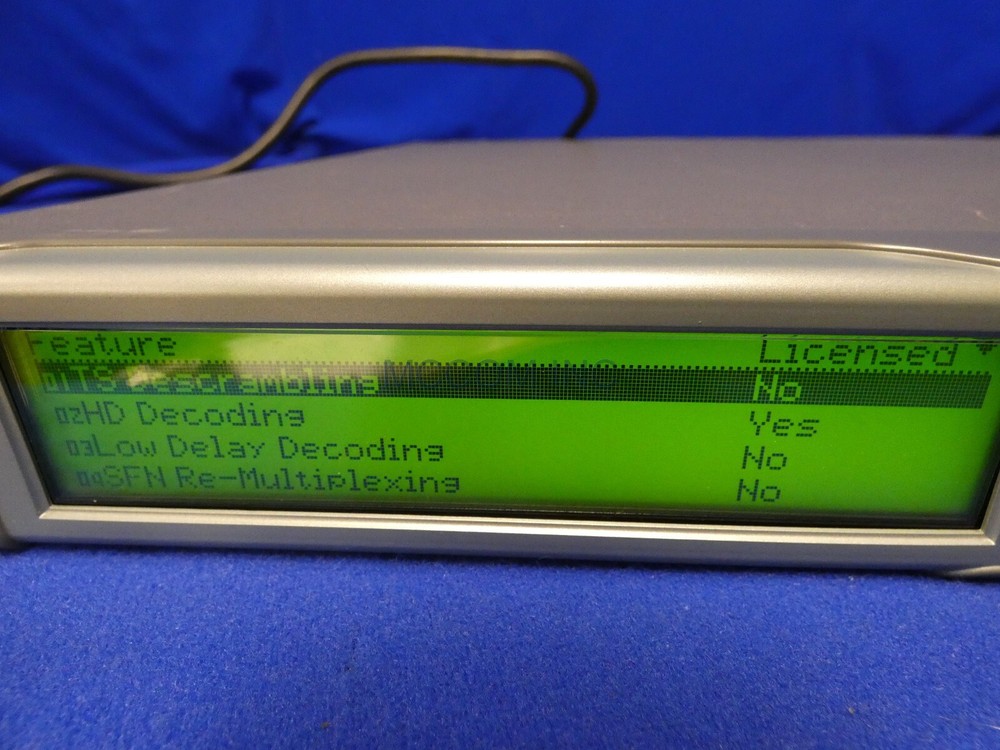 Feature Licensed
01TS Descrambling No
02HD Decoding Yes
03Low Delay Decoding No
04SFN Re-Multiplexing No